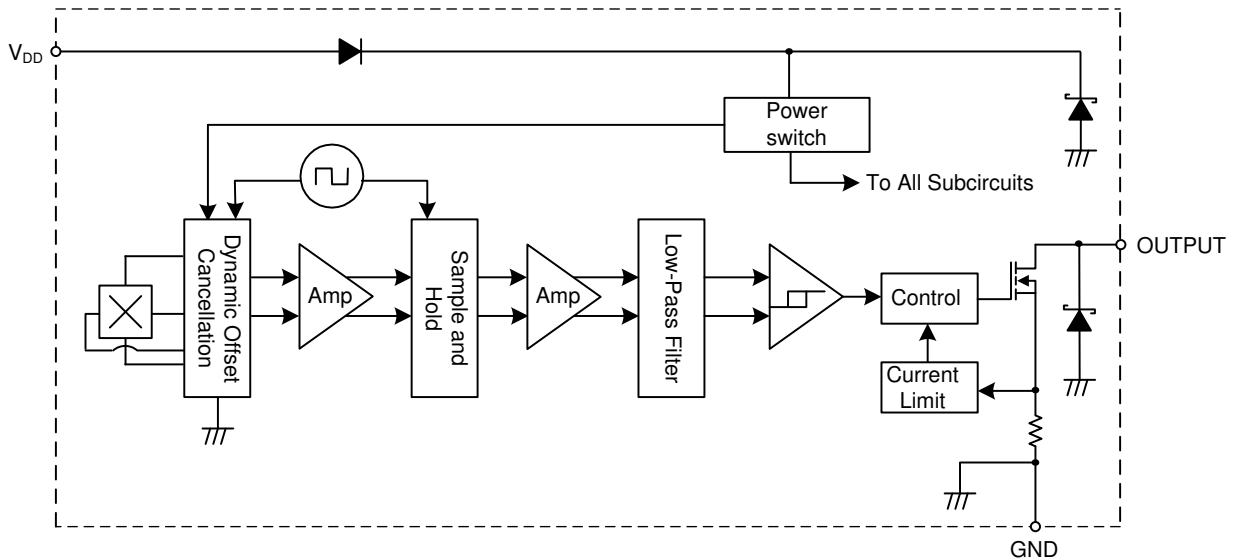 VDD
Power
switch
To All Subcircuits
Dynamic Offset
Cancellation
Amp
Sample and
Hold
Amp
Low-Pass Filter
Control
Current
Limit
OUTPUT
GND